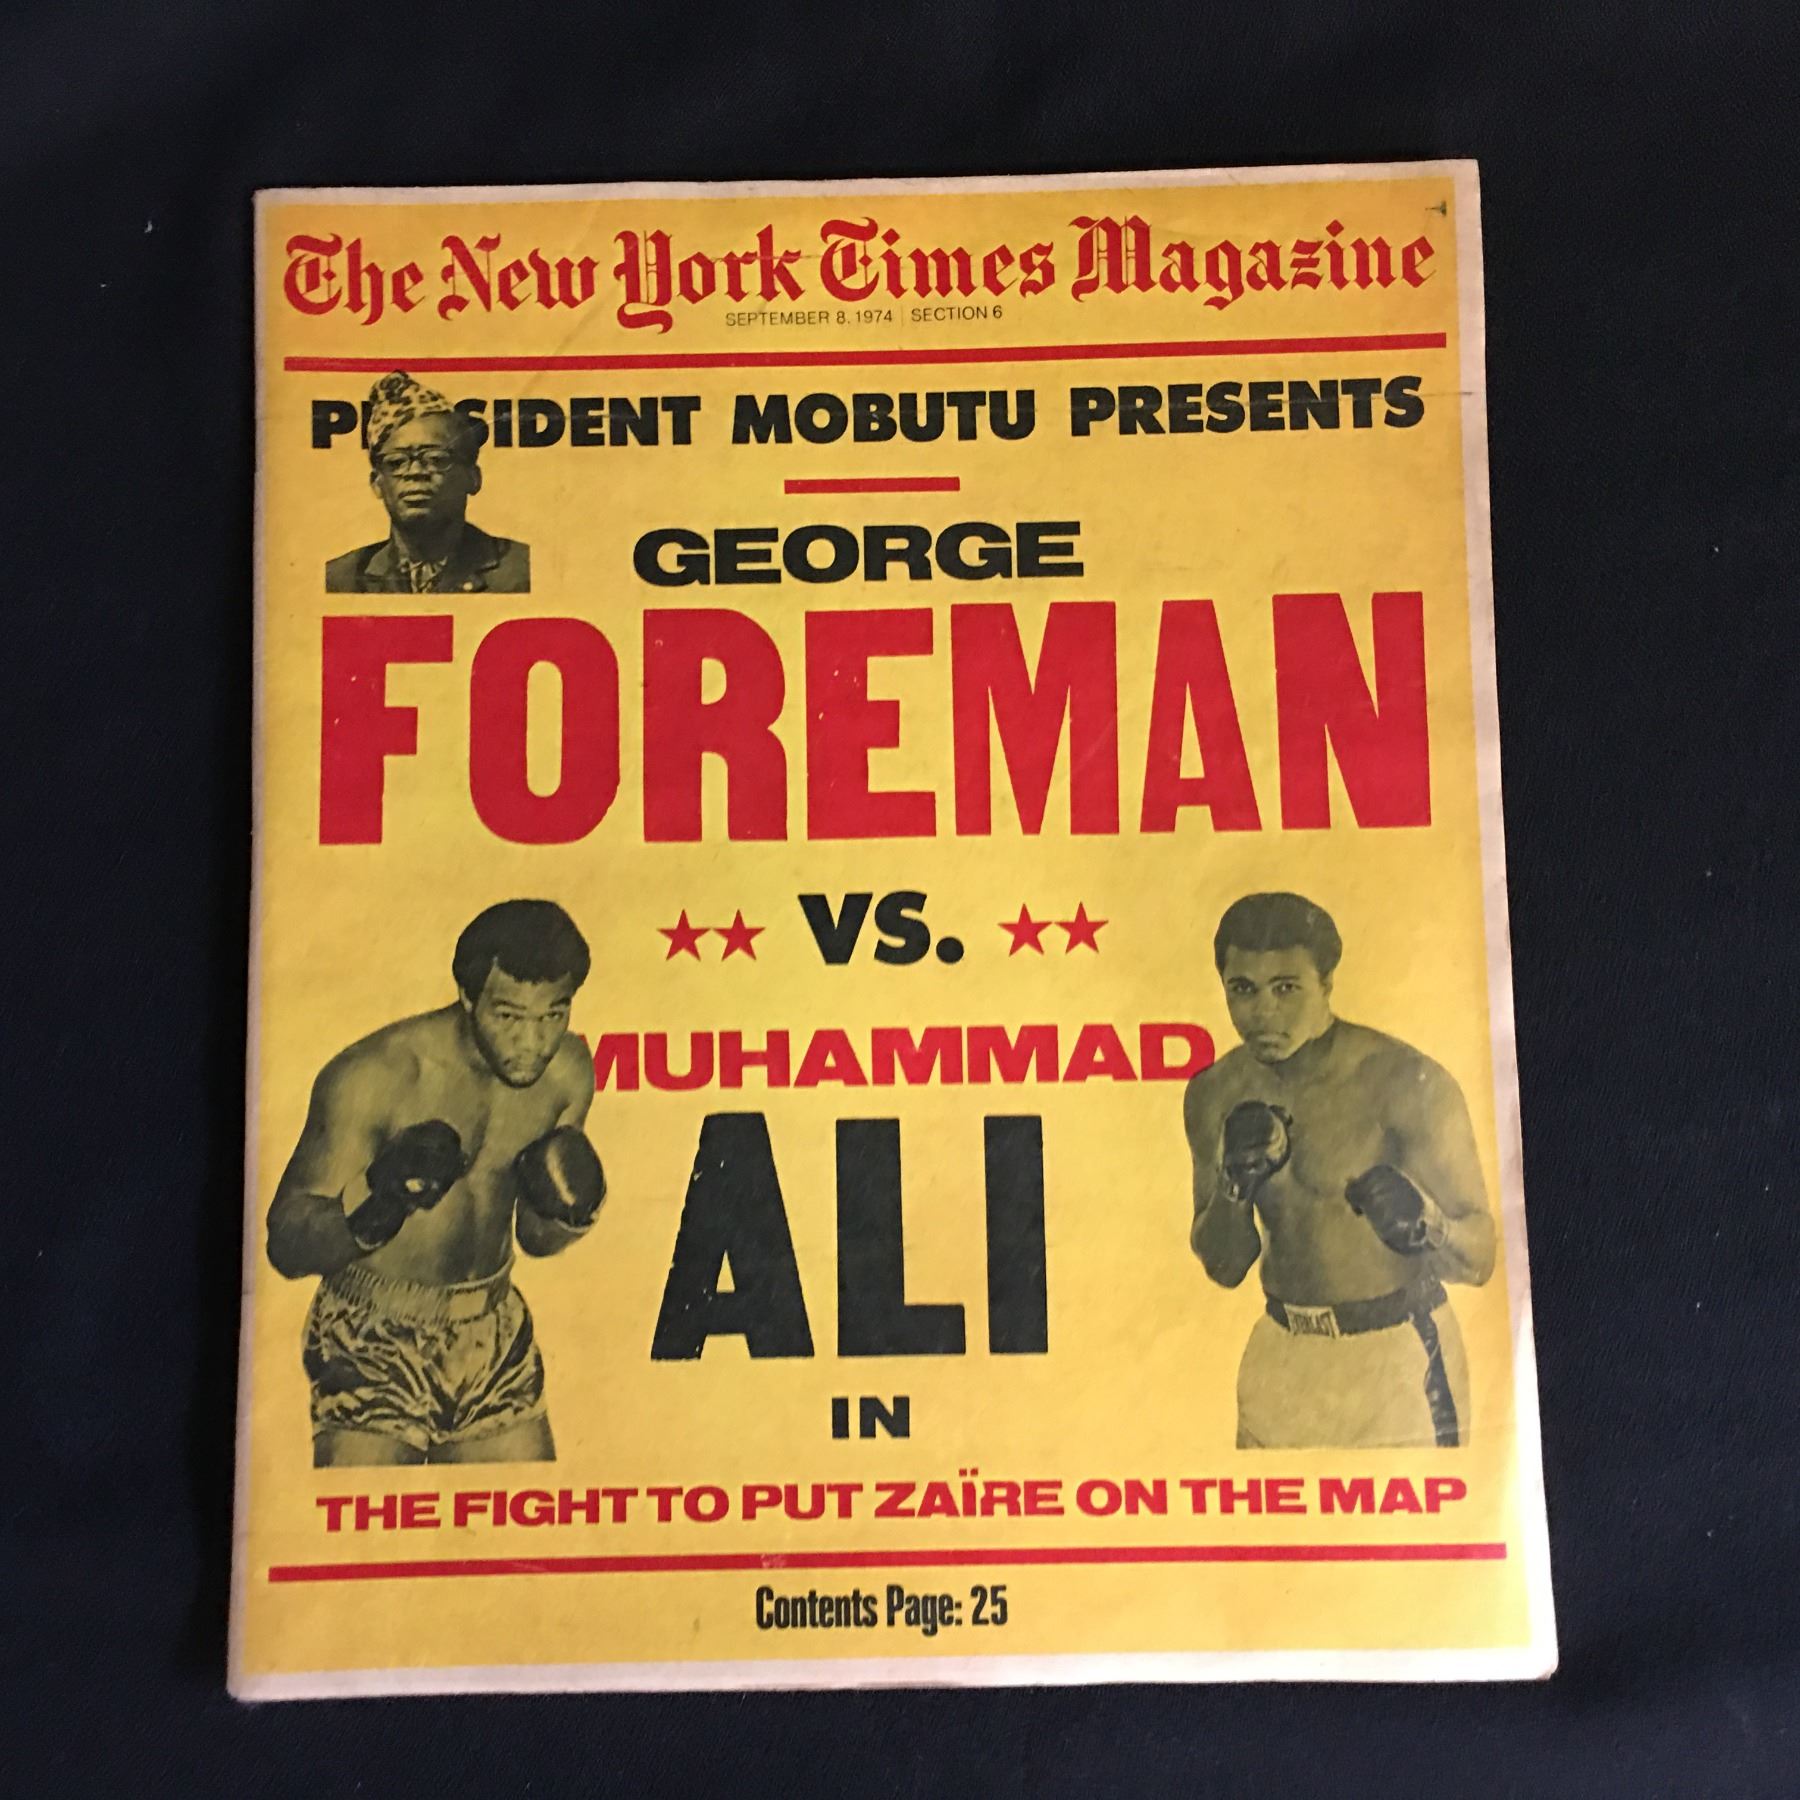 The New York Times Magazine
SEPTEMBER 8, 1974 | SECTION 6
PRESIDENT MOBUTU PRESENTS
GEORGE
FOREMAN
VS.
MUHAMMAD
ALI
EVERLAST
IN
THE FIGHT TO PUT ZAÏRE ON THE MAP
Contents Page: 25